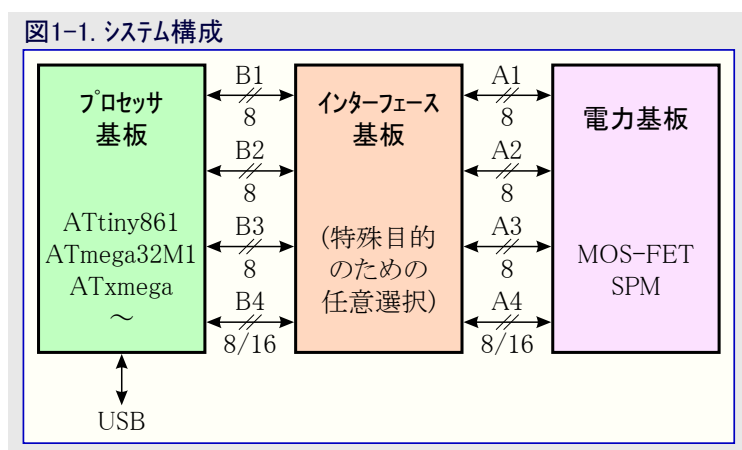 図1-1. システム構成
プロセッサ
基板
ATtiny861
ATmega32M1
ATxmega
～
USB
B1
8
B2
8
B3
8
B4
8/16
インターフェース
基板
(特殊目的
のための
任意選択)
A1
8
A2
8
A3
8
A4
8/16
電力基板
MOS-FET
SPM